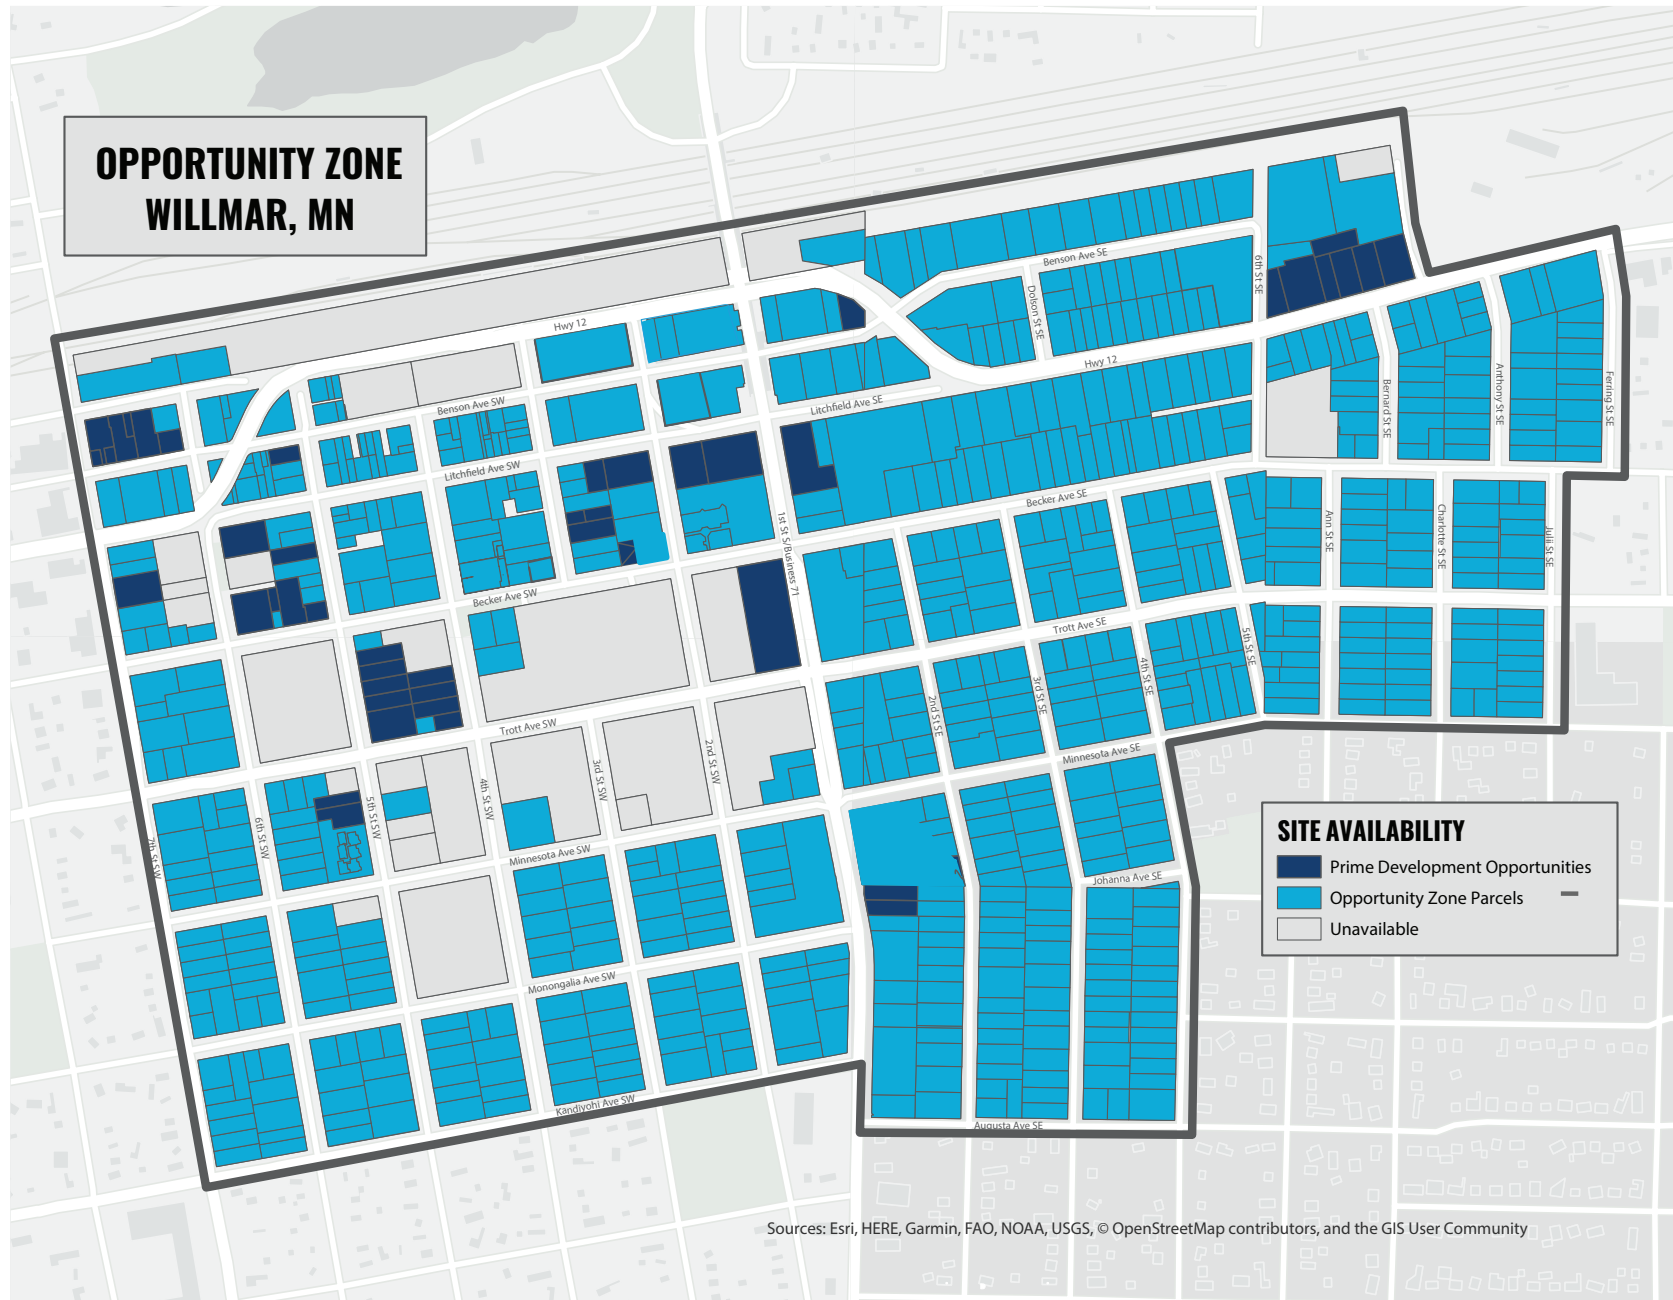 OPPORTUNITY ZONE
WILLMAR, MN
Hwy 12
Benson Ave SE
Dolson St SE
6th St SE
Hwy 12
Benson Ave SW
Litchfield Ave SE
Litchfield Ave SW
Bernard St SE
Anthony St SE
Ferring St SE
1st St S/Business 71
Becker Ave SE
Ann St SE
Charlotte St SE
Julii St SE
Becker Ave SW
Trott Ave SE
5th St SE
4th St SE
3rd St SE
2nd St SE
Trott Ave SW
Minnesota Ave SE
2nd St SW
3rd St SW
4th St SW
5th St SW
6th St SW
7th St SW
Minnesota Ave SW
Johanna Ave SE
SITE AVAILABILITY
Prime Development Opportunities
Opportunity Zone Parcels
Unavailable
Monongalia Ave SW
Kandiyohi Ave SW
Augusta Ave SE
Sources: Esri, HERE, Garmin, FAO, NOAA, USGS, © OpenStreetMap contributors, and the GIS User Community